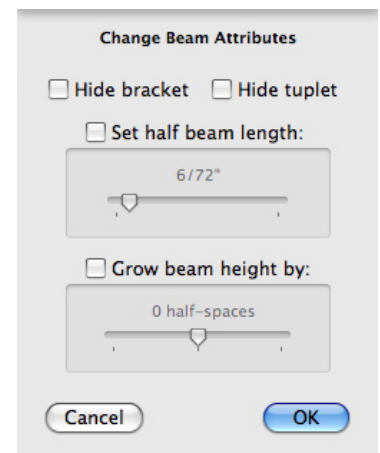 Change Beam Attributes
Hide bracket Hide tuplet
Set half beam length:
6/72"
Grow beam height by:
0 half-spaces
Cancel OK